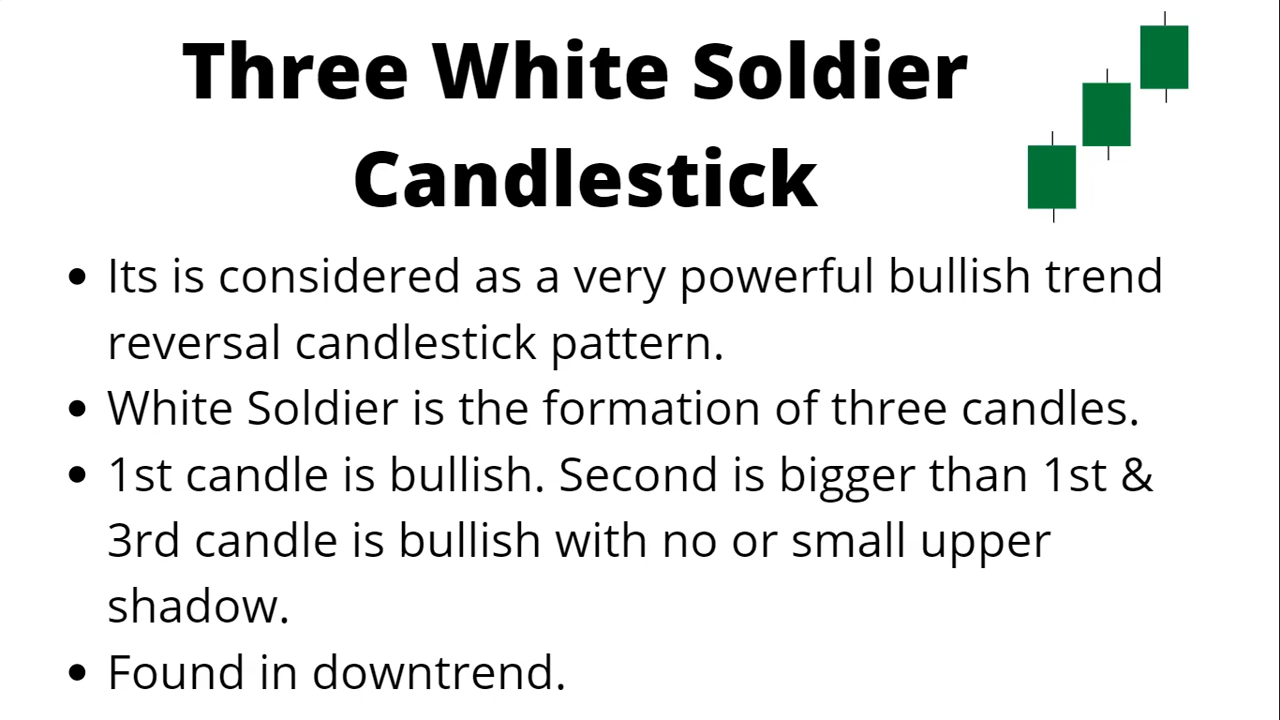 Three White Soldier
Candlestick
• Its is considered as a very powerful bullish trend
reversal candlestick pattern.
• White Soldier is the formation of three candles.
• 1st candle is bullish. Second is bigger than 1st &
3rd candle is bullish with no or small upper
shadow.
• Found in downtrend.